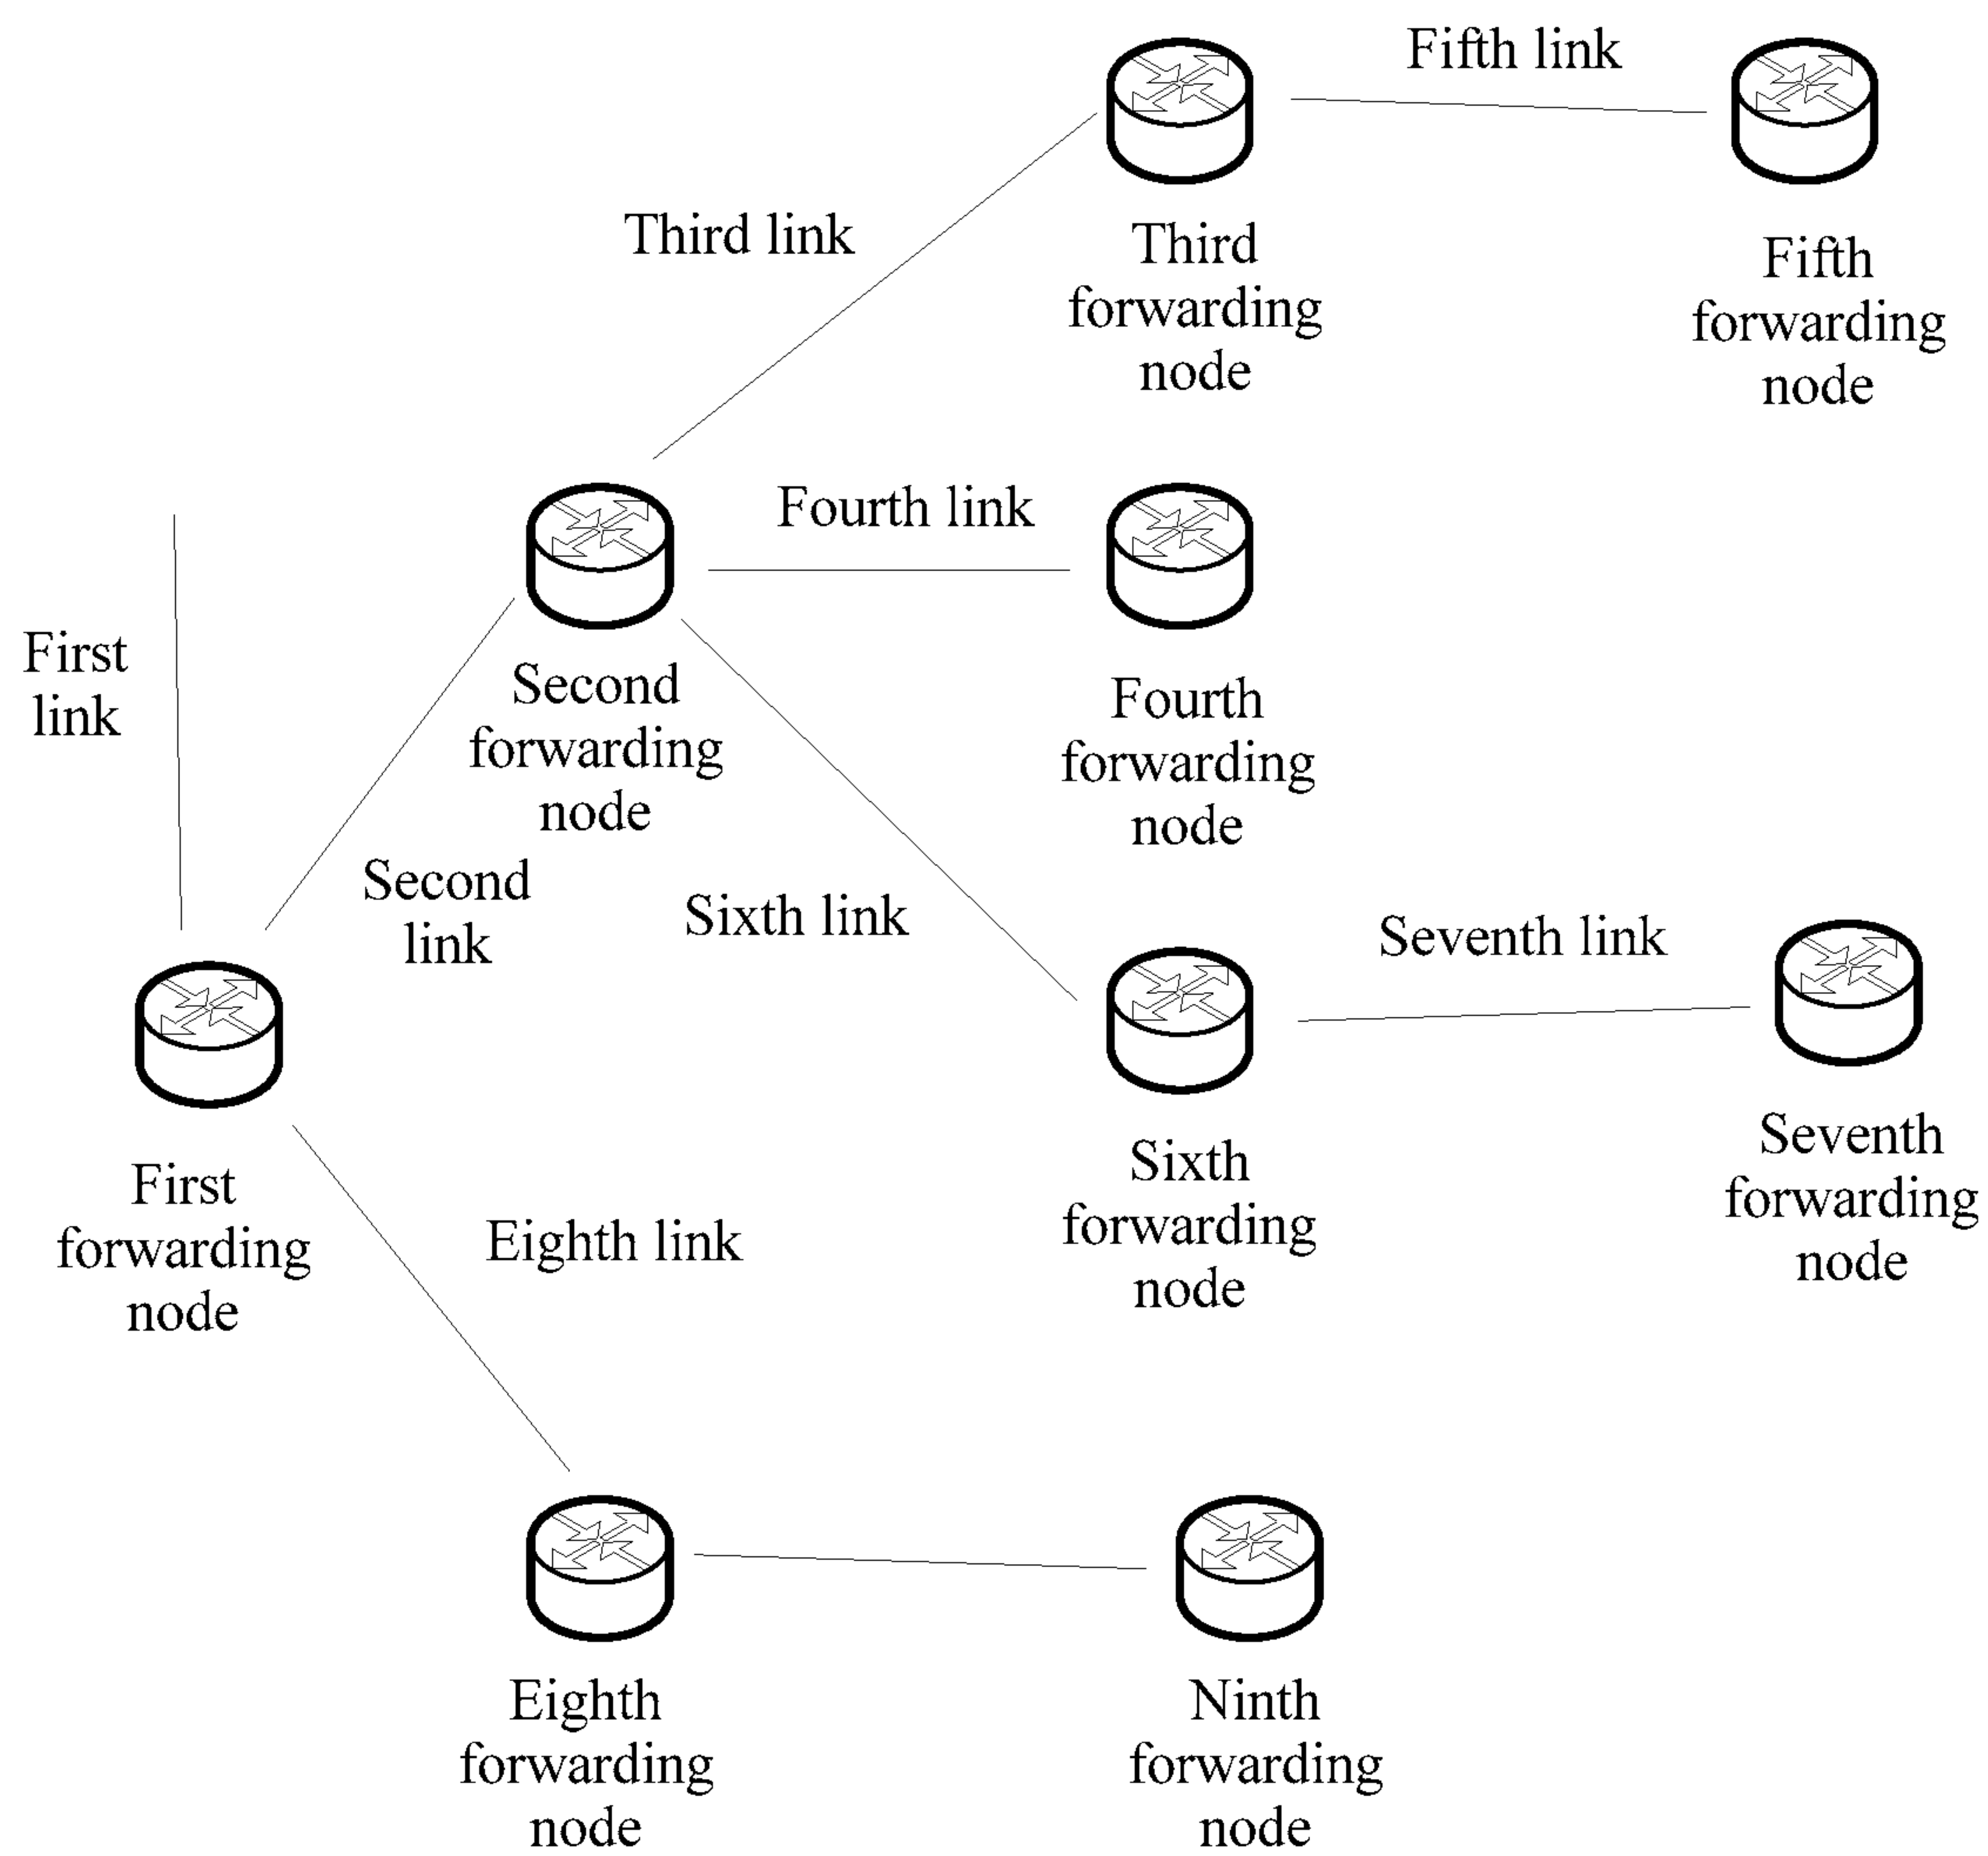 Fifth link
Third link
Third
forwarding
node
Fifth
forwarding
node
Fourth link
First
link
Second
forwarding
node
Fourth
forwarding
node
Second
link
Sixth link
Seventh link
First
forwarding
node
Eighth link
Sixth
forwarding
node
Seventh
forwarding
node
Eighth
forwarding
node
Ninth
forwarding
node